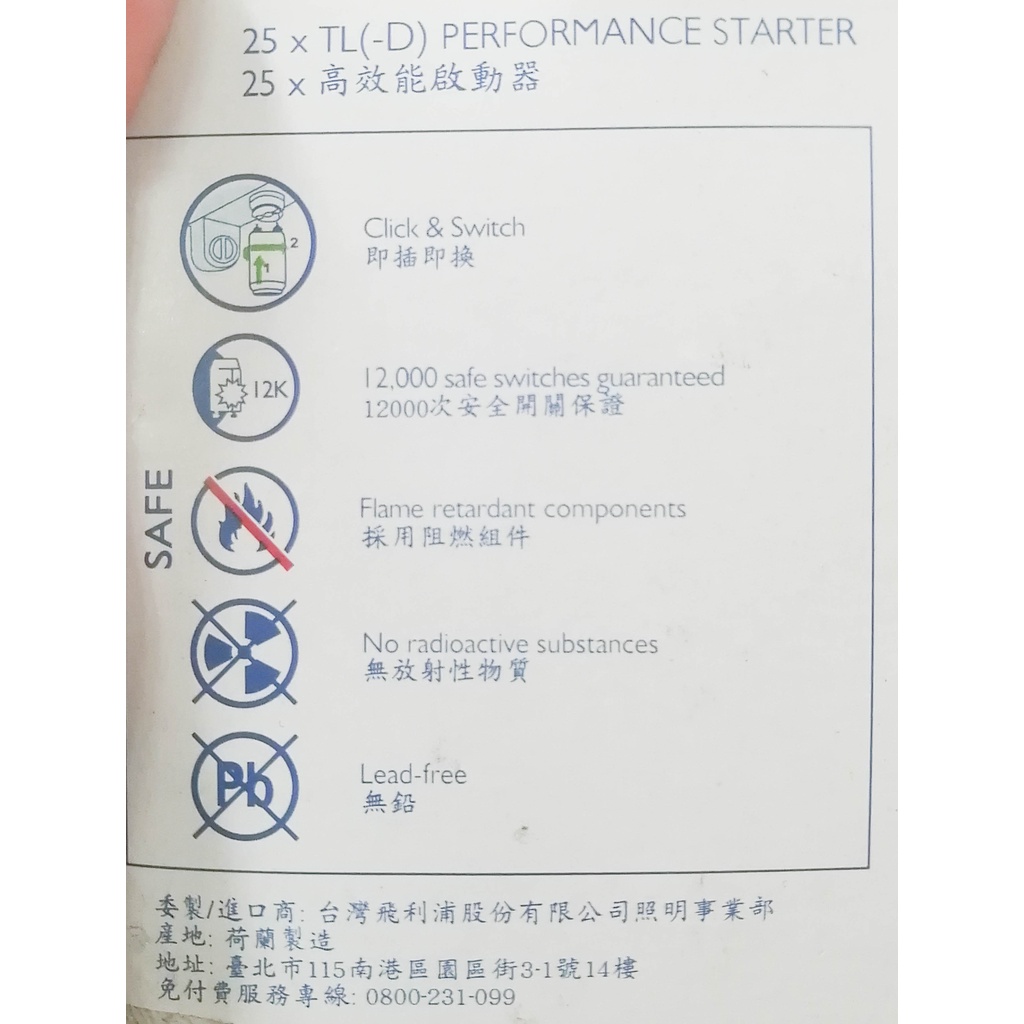 25 x TL(-D) PERFORMANCE STARTER
25 x 高效能啟動器
2
1
Click & Switch
即插即換
12K
12,000 safe switches guaranteed
12000次安全開關保證
SAFE
Flame retardant components
採用阻燃組件
No radioactive substances
無放射性物質
Pb
Lead-free
無鉛
委製/進口商: 台灣飛利浦股份有限公司照明事業部
產地: 荷蘭製造
地址: 臺北市115南港區園區街3-1號14樓
免付費服務專線: 0800-231-099